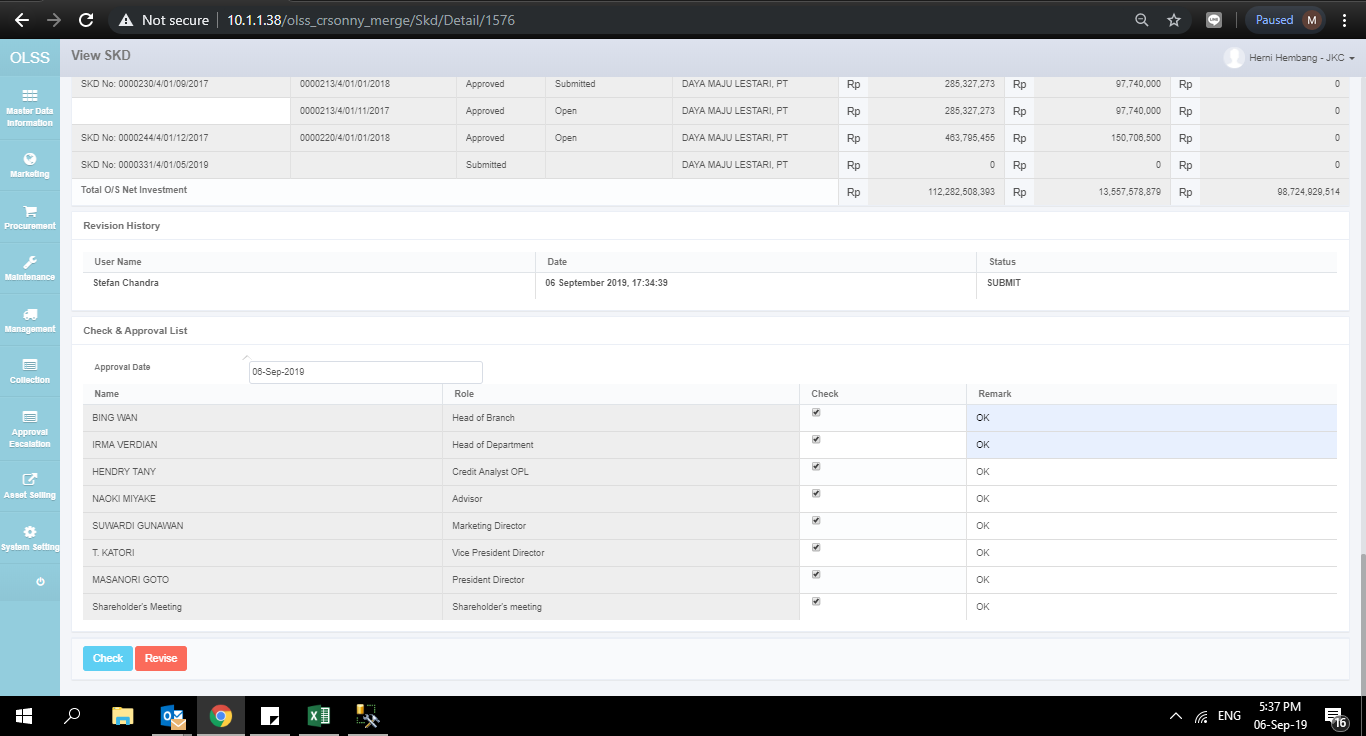 Not secure | 10.1.1.38/olss_crsonny_merge/Skd/Detail/1576 Paused M
OLSS View SKD Herni Hembang - JKC
SKD No: 0000230/4/01/09/2017 0000213/4/01/01/2018 Approved Submitted DAYA MAJU LESTARI, PT Rp 285,327,273 Rp 97,740,000 Rp 0
0000213/4/01/11/2017 Approved Open DAYA MAJU LESTARI, PT Rp 285,327,273 Rp 97,740,000 Rp 0
SKD No: 0000244/4/01/12/2017 0000220/4/01/01/2018 Approved Open DAYA MAJU LESTARI, PT Rp 463,795,455 Rp 150,706,500 Rp 0
SKD No: 0000331/4/01/05/2019 Submitted DAYA MAJU LESTARI, PT Rp 0 Rp 0 Rp 0
Total O/S Net Investment Rp 112,282,508,393 Rp 13,557,578,879 Rp 98,724,929,514
Master Data
Information
Marketing
Procurement
Maintenance
Management
Collection
Approval
Escalation
Asset Selling
System Setting
Revision History
User Name Date Status
Stefan Chandra 06 September 2019, 17:34:39 SUBMIT
Check & Approval List
Approval Date 06-Sep-2019
Name Role Check Remark
BING WAN Head of Branch OK
IRMA VERDIAN Head of Department OK
HENDRY TANY Credit Analyst OPL OK
NAOKI MIYAKE Advisor OK
SUWARDI GUNAWAN Marketing Director OK
T. KATORI Vice President Director OK
MASANORI GOTO President Director OK
Shareholder's Meeting Shareholder's meeting OK
Check Revise
ENG 5:37 PM
06-Sep-19 16